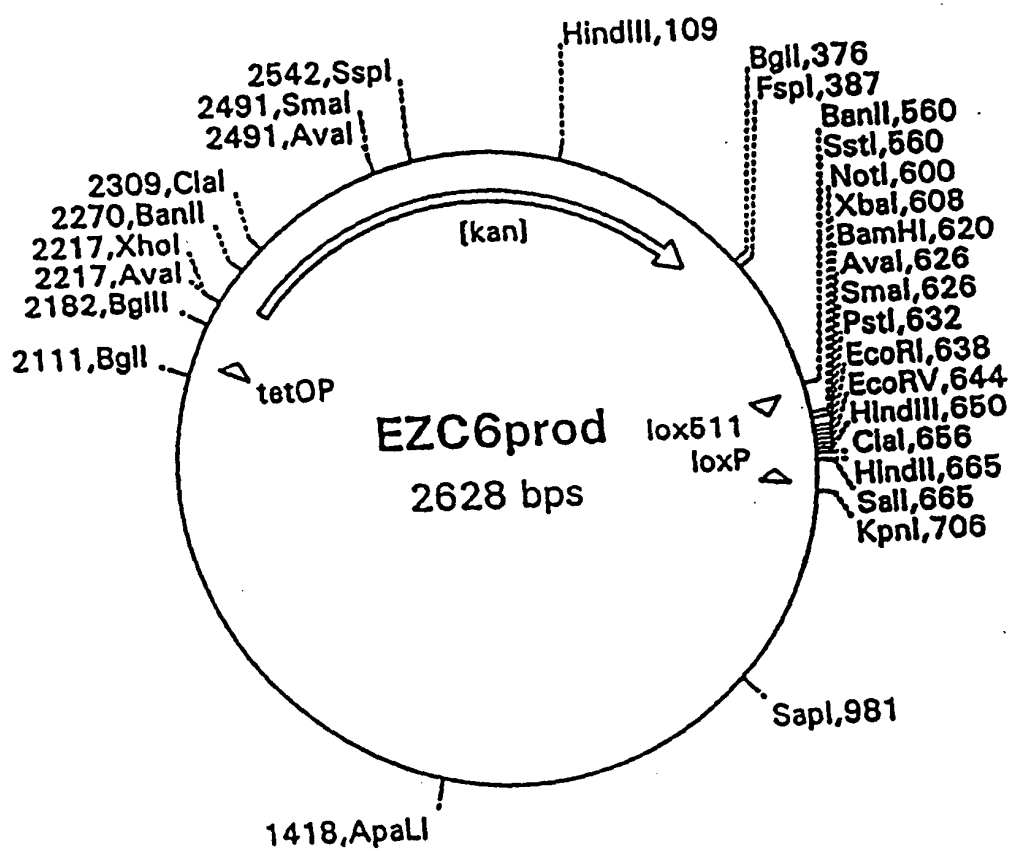 HindIII,109
2542,SspI
2491,SmaI
2491,AvaI
2309,ClaI
2270,BanII
2217,XhoI
2217,AvaI
2182,BglII
2111,BglI
BglI,376
FspI,387
BanII,560
SstI,560
NotI,600
XbaI,608
BamHI,620
AvaI,626
SmaI,626
PstI,632
EcoRI,638
EcoRV,644
HindIII,650
ClaI,656
HindII,665
SalI,665
KpnI,706
[kan]
tetOP
lox511
loxP
EZC6prod
2628 bps
SapI,981
1418,ApaLI